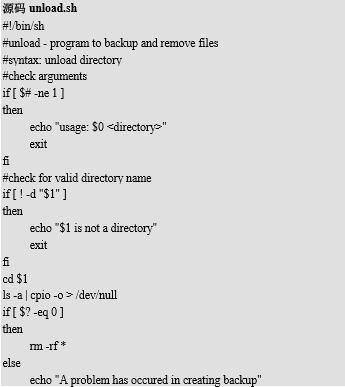 源码 unload.sh
#!/bin/sh
#unload - program to backup and remove files
#syntax: unload directory
#check arguments
if [ $# -ne 1 ]
then
echo "usage: $0 <directory>"
exit
fi
#check for valid directory name
if [ ! -d "$1" ]
then
echo "$1 is not a directory"
exit
fi
cd $1
ls -a | cpio -o > /dev/null
if [ $? -eq 0 ]
then
rm -rf *
else
echo "A problem has occured in creating backup"